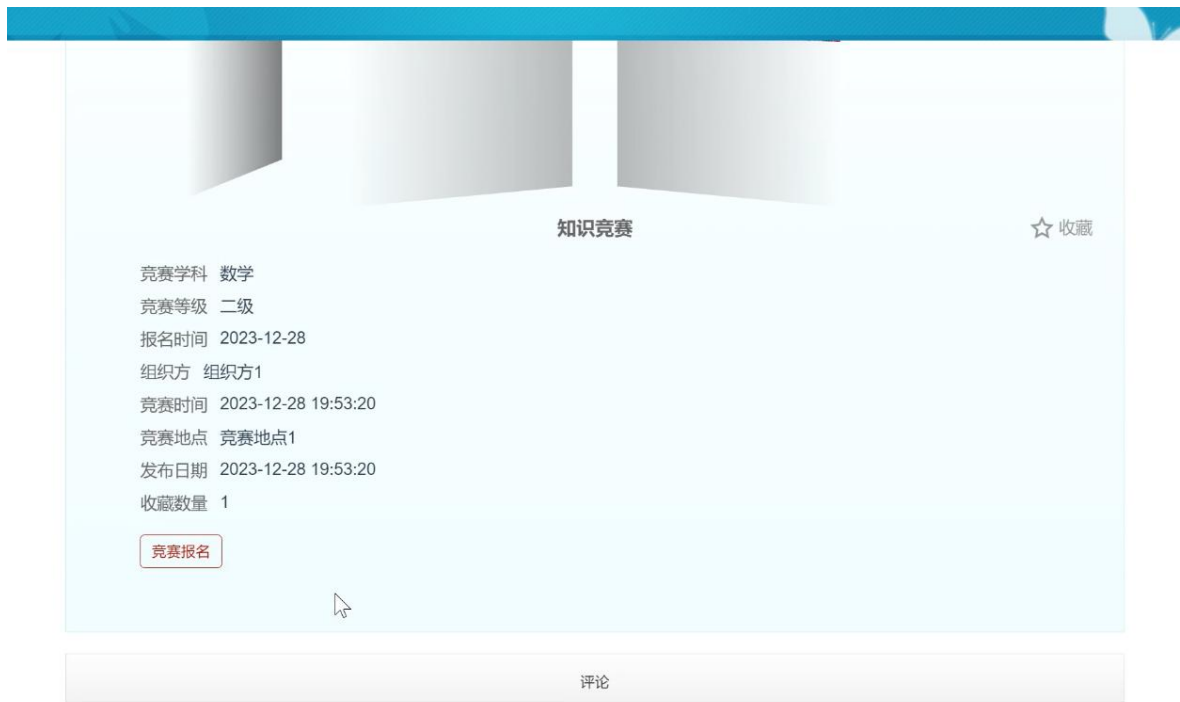 知识竞赛
收藏
竞赛学科 数学
竞赛等级 二级
报名时间 2023-12-28
组织方 组织方1
竞赛时间 2023-12-28 19:53:20
竞赛地点 竞赛地点1
发布日期 2023-12-28 19:53:20
收藏数量 1
竞赛报名
评论